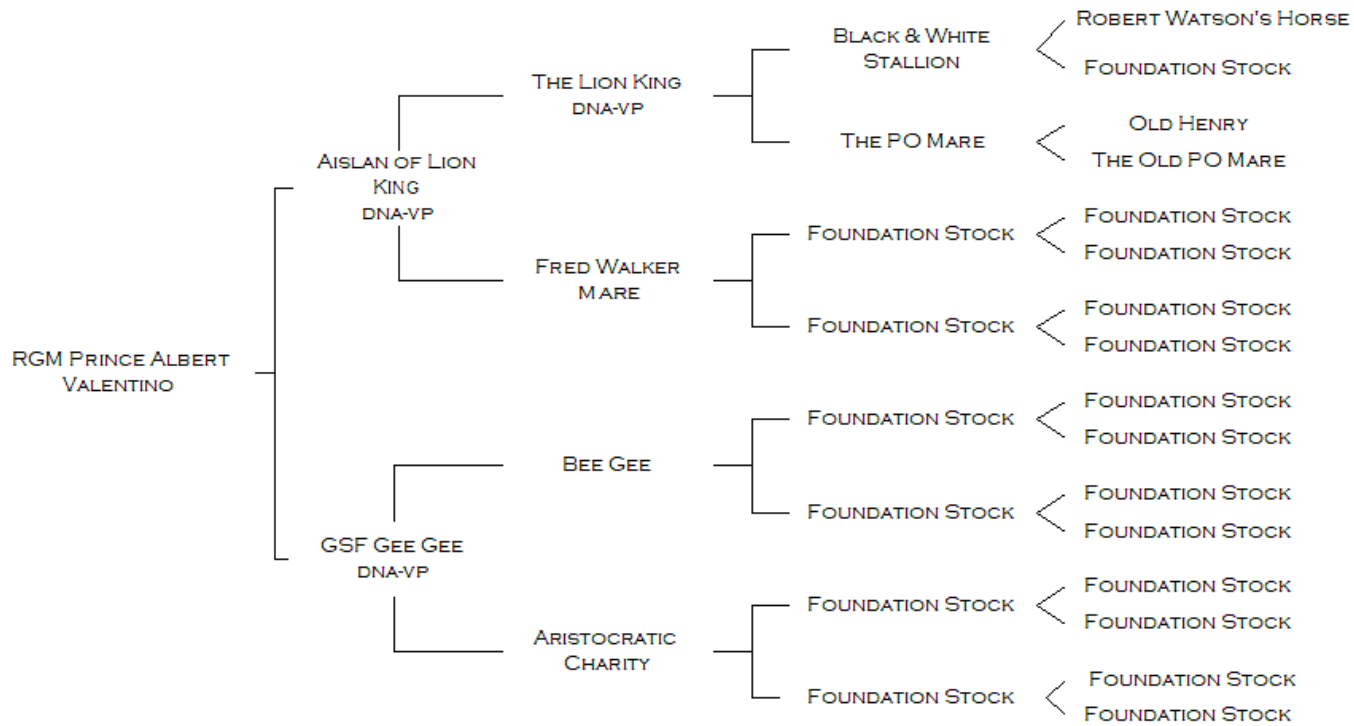 Robert Watson's Horse
Black & White
Stallion
Foundation Stock
The Lion King
DNA-VP
Old Henry
The PO Mare
The Old PO Mare
Aislan of Lion
King
DNA-VP
Foundation Stock
Foundation Stock
Foundation Stock
Fred Walker
Mare
Foundation Stock
Foundation Stock
Foundation Stock
RGM Prince Albert
Valentino
Foundation Stock
Foundation Stock
Foundation Stock
Bee Gee
Foundation Stock
Foundation Stock
Foundation Stock
GSF Gee Gee
DNA-VP
Foundation Stock
Foundation Stock
Foundation Stock
Aristocratic
Charity
Foundation Stock
Foundation Stock
Foundation Stock